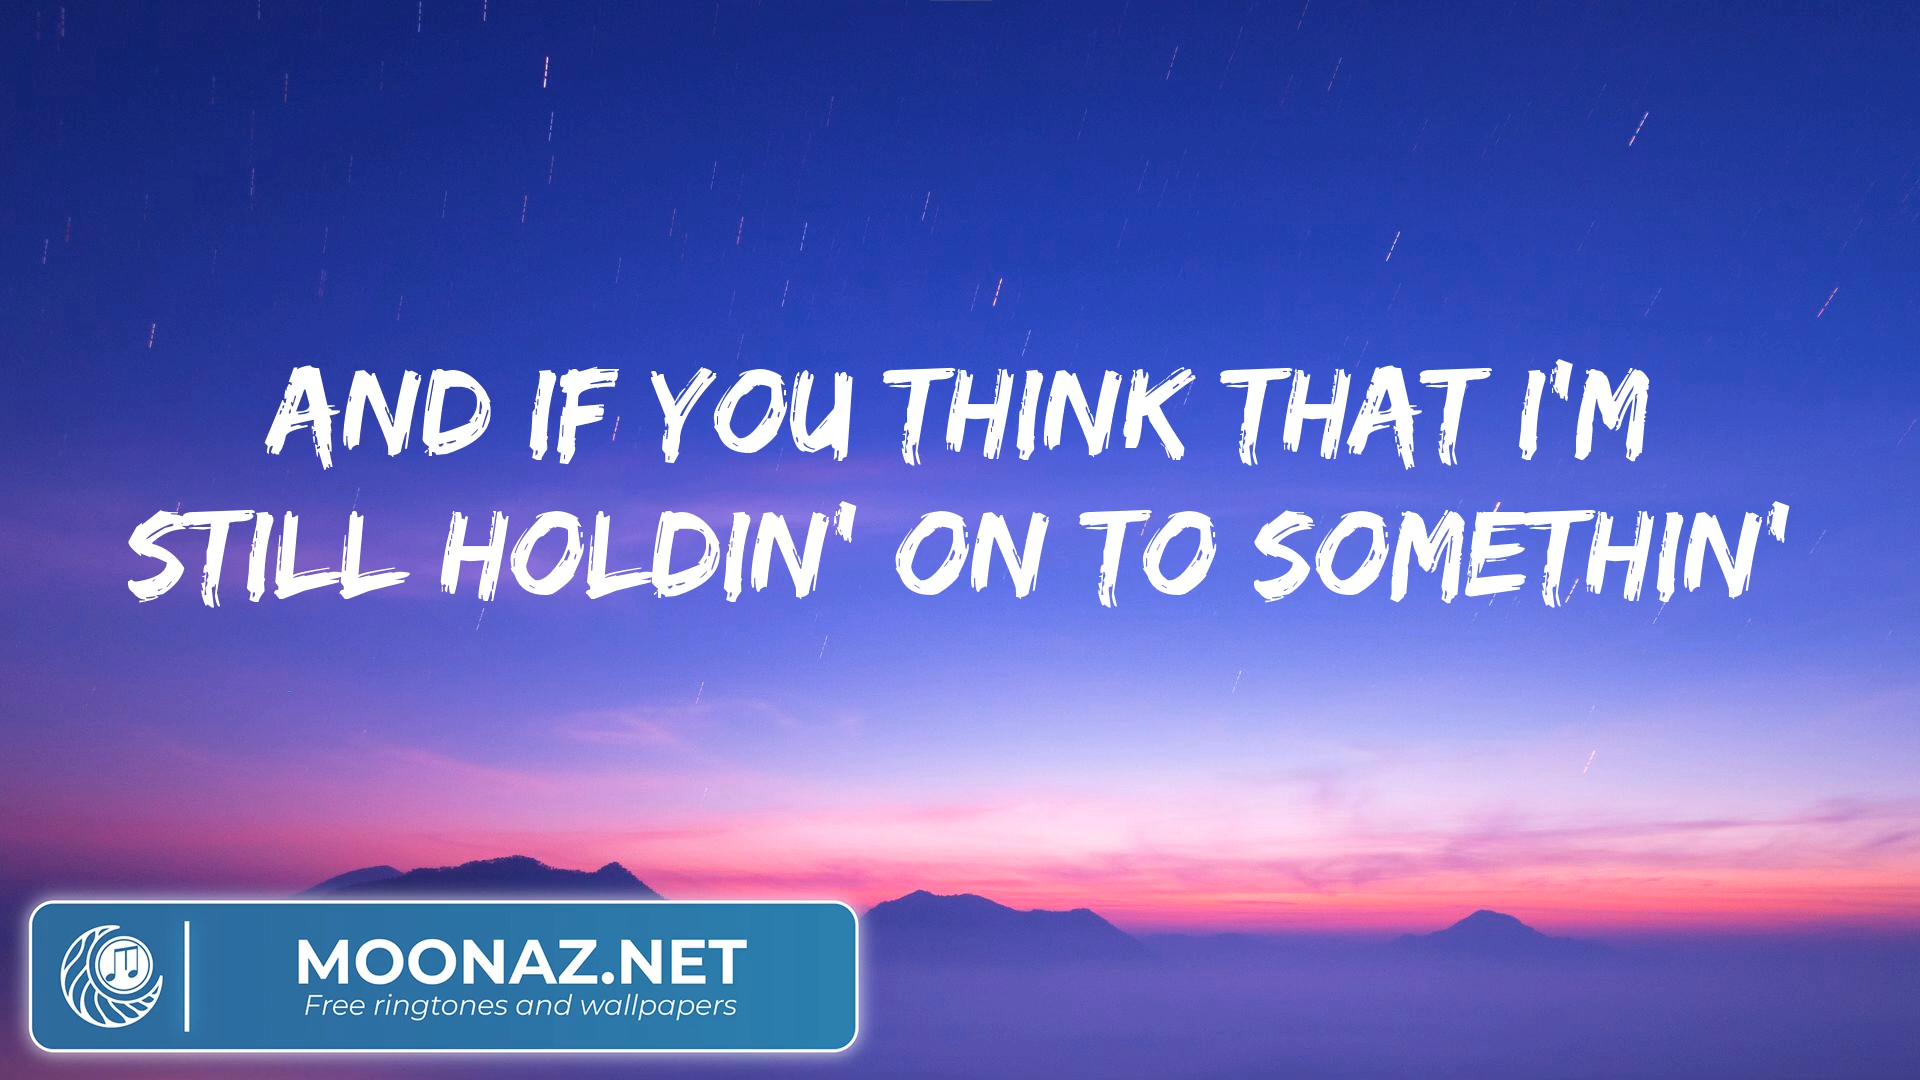 AND IF YOU THINK THAT I'M
STILL HOLDIN' ON TO SOMETHIN'
MOONAZ.NET
Free ringtones and wallpapers